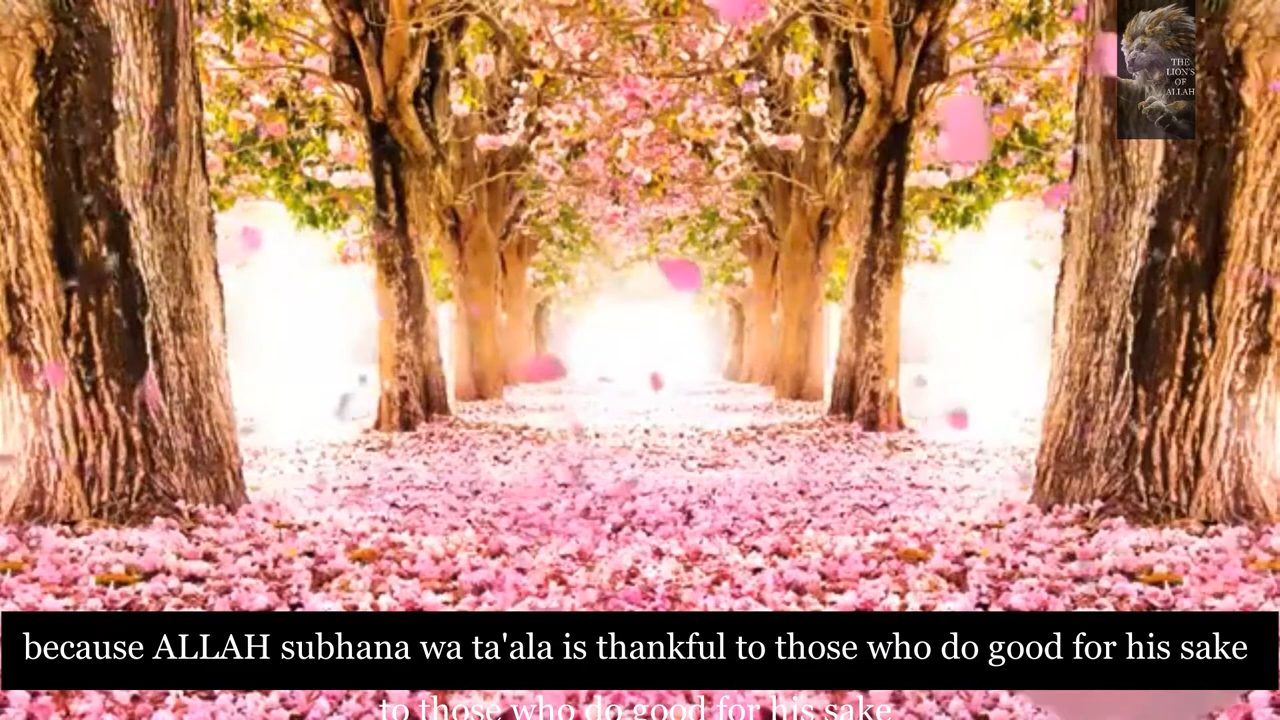 THE
LION'S
OF
ALLAH
because ALLAH subhana wa ta'ala is thankful to those who do good for his sake
to those who do good for his sake